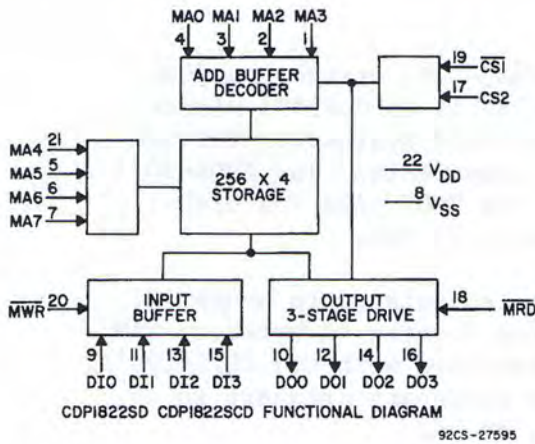 MA0 MA1 MA2 MA3
4 3 2 1
ADD BUFFER
DECODER
19 CS1
17 CS2
MA4 21
MA5 5
MA6 6
MA7 7
256 X 4
STORAGE
22 VDD
8 VSS
MWR 20
INPUT
BUFFER
OUTPUT
3-STAGE DRIVE
18 MRD
9 11 13 15 10 12 14 16
DI0 DI1 DI2 DI3 DO0 DO1 DO2 DO3
CDP1822SD CDP1822SCD FUNCTIONAL DIAGRAM
92CS-27595